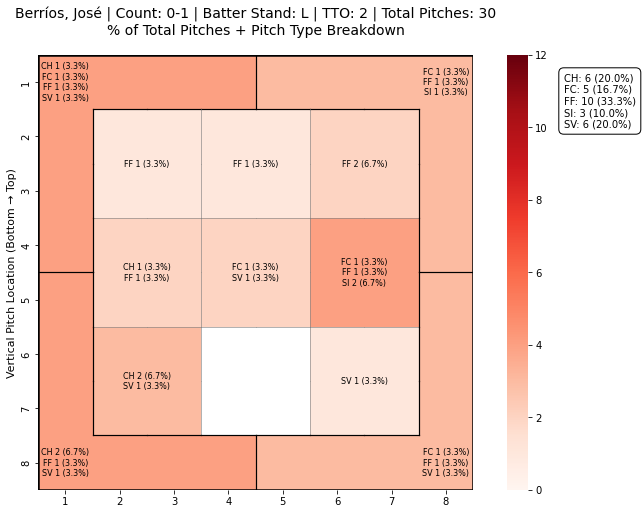 Berríos, José | Count: 0-1 | Batter Stand: L | TTO: 2 | Total Pitches: 30
% of Total Pitches + Pitch Type Breakdown
CH 1 (3.3%)
FC 1 (3.3%)
FF 1 (3.3%)
SV 1 (3.3%)
FC 1 (3.3%)
FF 1 (3.3%)
SI 1 (3.3%)
FF 1 (3.3%)
FF 1 (3.3%)
FF 2 (6.7%)
CH 1 (3.3%)
FF 1 (3.3%)
FC 1 (3.3%)
SV 1 (3.3%)
FC 1 (3.3%)
FF 1 (3.3%)
SI 2 (6.7%)
CH 2 (6.7%)
SV 1 (3.3%)
SV 1 (3.3%)
CH 2 (6.7%)
FF 1 (3.3%)
SV 1 (3.3%)
FC 1 (3.3%)
FF 1 (3.3%)
SV 1 (3.3%)
Vertical Pitch Location (Bottom → Top)
1
2
3
4
5
6
7
8
1
2
3
4
5
6
7
8
12
10
8
6
4
2
0
CH: 6 (20.0%)
FC: 5 (16.7%)
FF: 10 (33.3%)
SI: 3 (10.0%)
SV: 6 (20.0%)